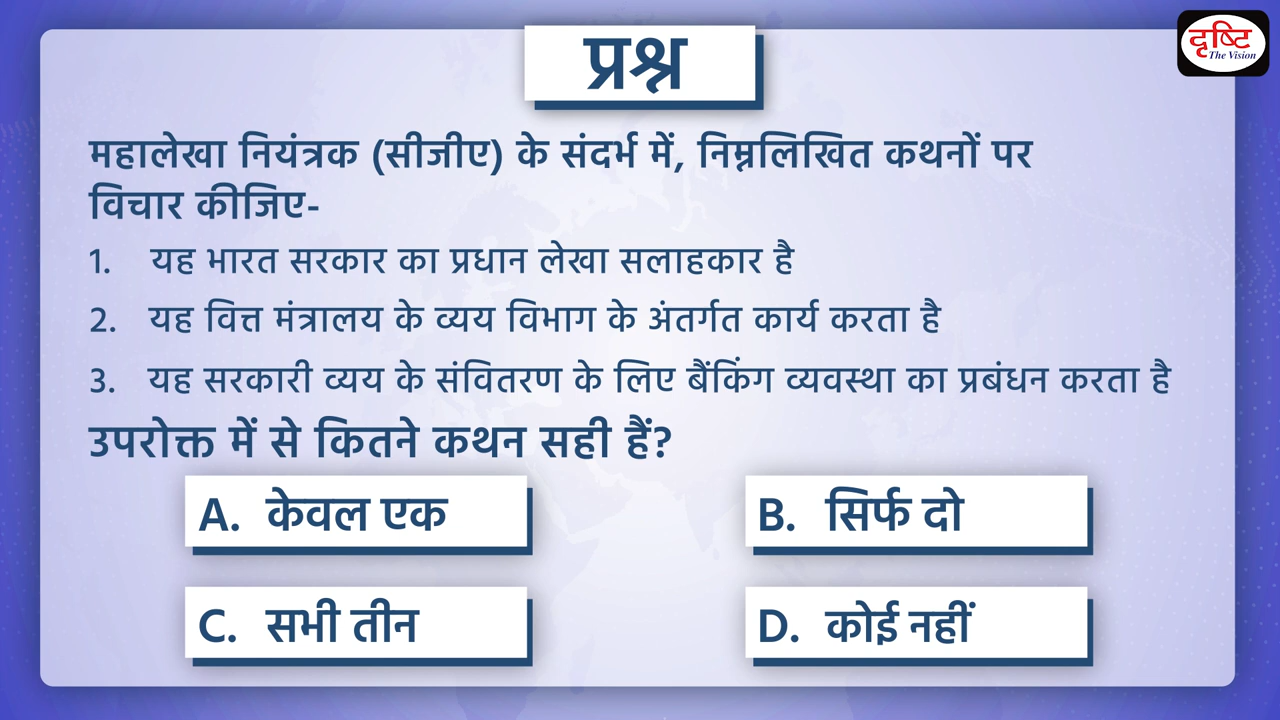 प्रश्न
दृष्टि
The Vision
महालेखा नियंत्रक (सीजीए) के संदर्भ में, निम्नलिखित कथनों पर
विचार कीजिए-
1. यह भारत सरकार का प्रधान लेखा सलाहकार है
2. यह वित्त मंत्रालय के व्यय विभाग के अंतर्गत कार्य करता है
3. यह सरकारी व्यय के संवितरण के लिए बैंकिंग व्यवस्था का प्रबंधन करता है
उपरोक्त में से कितने कथन सही हैं?
A. केवल एक
B. सिर्फ दो
C. सभी तीन
D. कोई नहीं